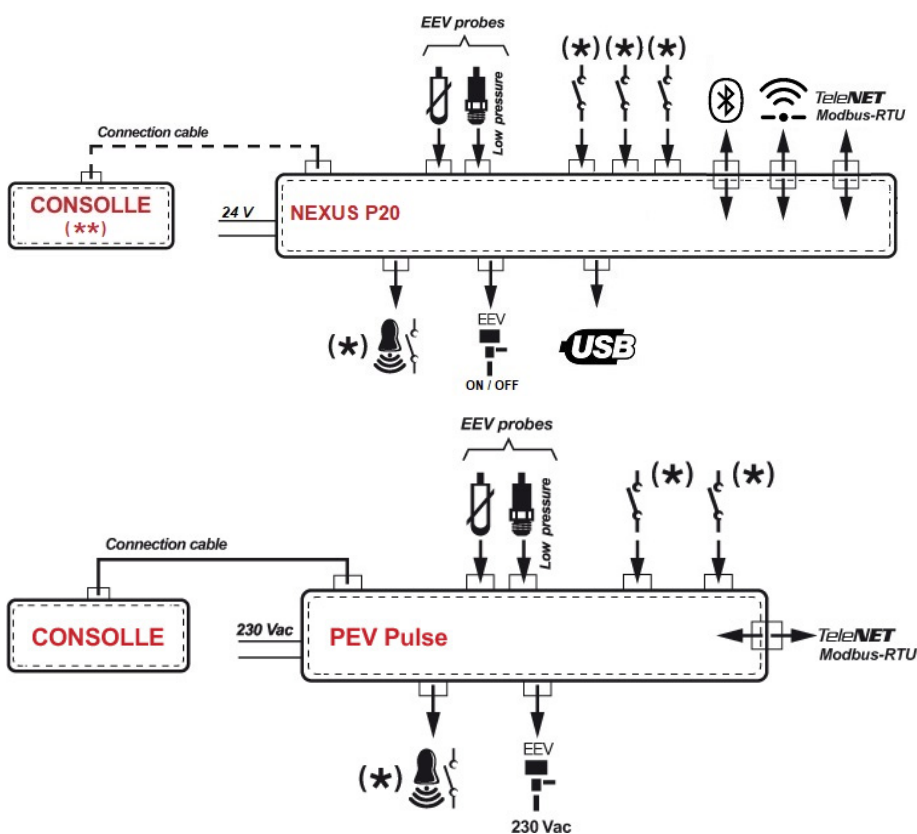 EEV probes
Low pressure
(*) (*) (*)
TeleNET
Modbus-RTU
Connection cable
CONSOLLE
(**)
24 V
NEXUS P20
(*)
EEV
ON / OFF
USB
EEV probes
Low pressure
(*) (*)
Connection cable
CONSOLLE
230 Vac
PEV Pulse
TeleNET
Modbus-RTU
(*)
EEV
230 Vac